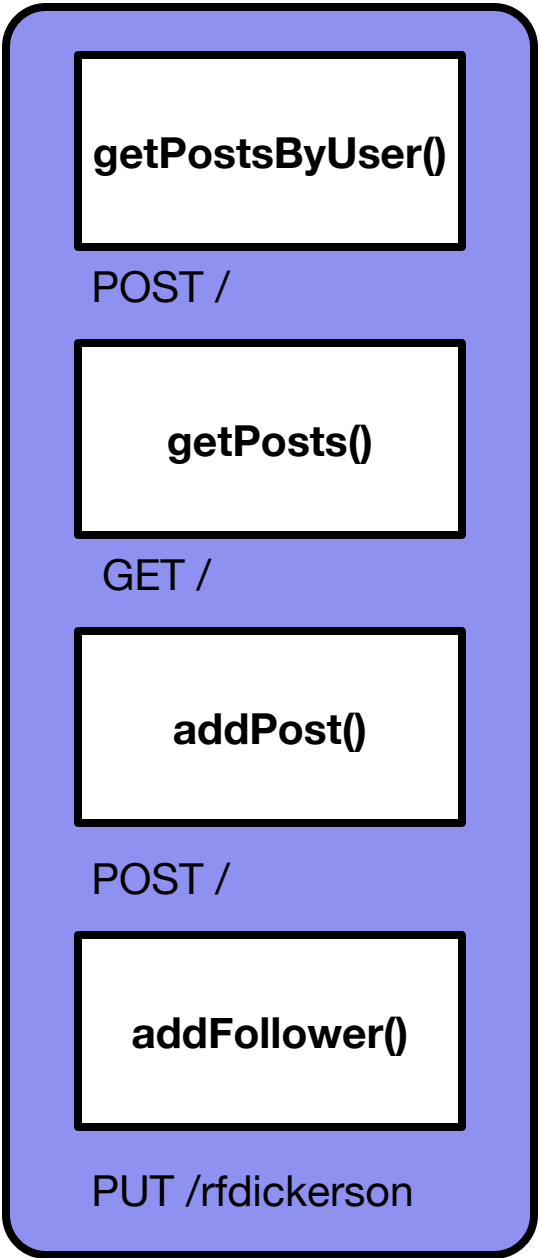 getPostsByUser()
POST /
getPosts()
GET /
addPost()
POST /
addFollower()
PUT /rfdickerson